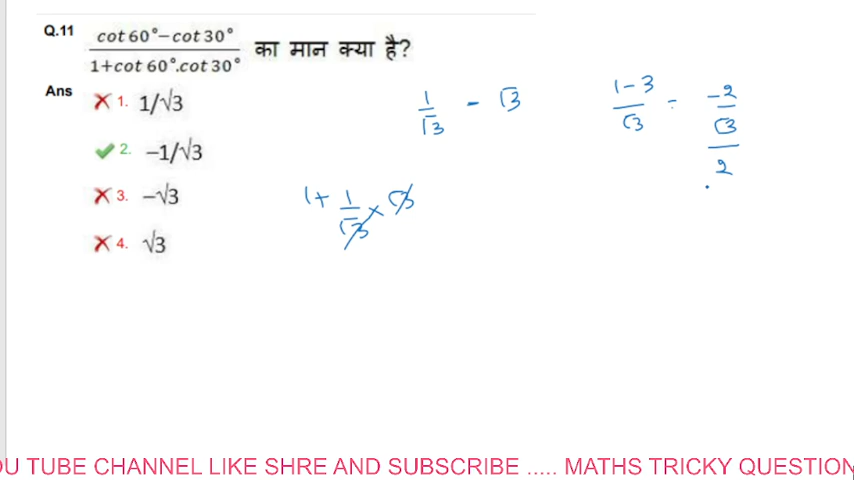 Q.11 (cot 60°−cot 30°)/(1+cot 60°.cot 30°) का मान क्या है?
Ans
1. 1/√3
2. −1/√3
3. −√3
4. √3
1/√3 − √3
(1−3)/√3 = (−2/√3)/2
1+ 1/√3 × √3
OU TUBE CHANNEL LIKE SHRE AND SUBSCRIBE ..... MATHS TRICKY QUESTION